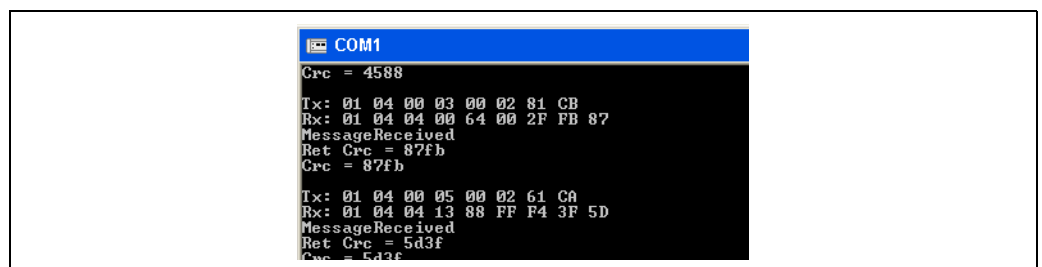 COM1
Crc = 4588
Tx: 01 04 00 03 00 02 81 CB
Rx: 01 04 04 00 64 00 2F FB 87
MessageReceived
Ret Crc = 87fb
Crc = 87fb
Tx: 01 04 00 05 00 02 61 CA
Rx: 01 04 04 13 88 FF F4 3F 5D
MessageReceived
Ret Crc = 5d3f
Crc = 5d3f